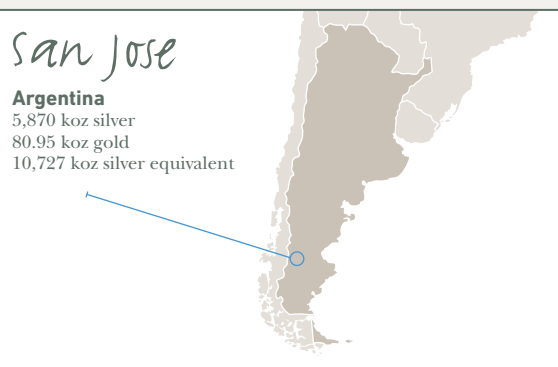 San Jose
Argentina
5,870 koz silver
80.95 koz gold
10,727 koz silver equivalent